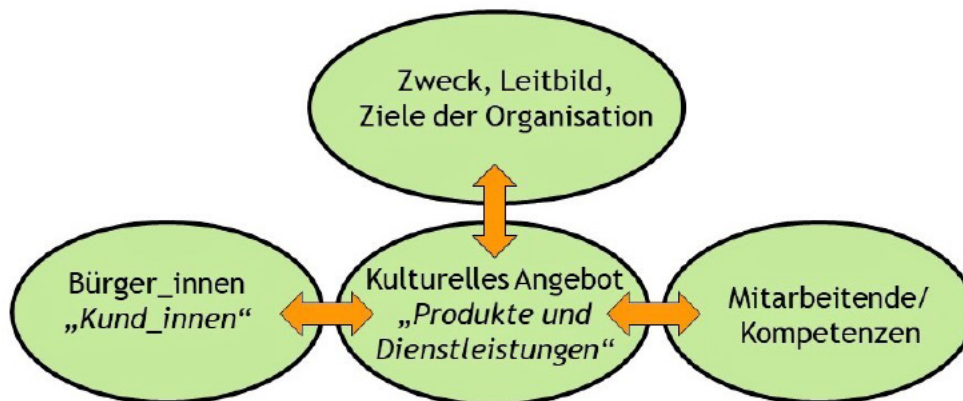 Zweck, Leitbild,
Ziele der Organisation
Bürger_innen
„Kund_innen“
Kulturelles Angebot
„Produkte und
Dienstleistungen“
Mitarbeitende/
Kompetenzen